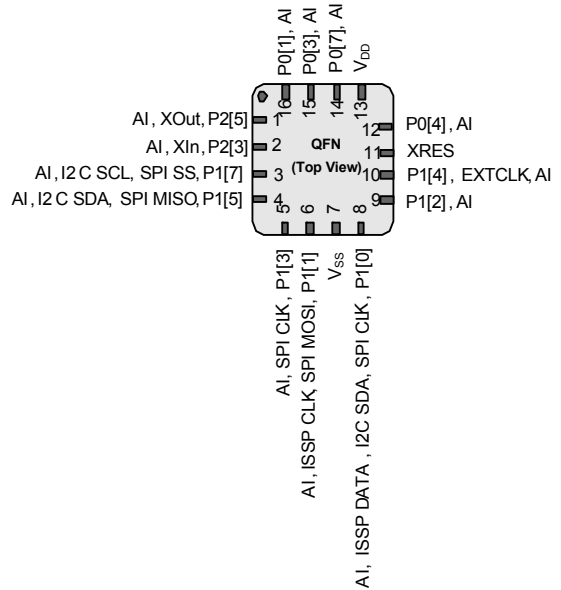 P0[1], AI
P0[3], AI
P0[7], AI
VDD
16
15
14
13
AI, XOut, P2[5]
1
AI, XIn, P2[3]
2
AI, I2 C SCL, SPI SS, P1[7]
3
AI, I2 C SDA, SPI MISO, P1[5]
4
QFN
(Top View)
12
P0[4], AI
11
XRES
10
P1[4], EXTCLK, AI
9
P1[2], AI
5
6
7
8
AI, SPI CLK, P1[3]
AI, ISSP CLK, SPI MOSI, P1[1]
VSS
AI, ISSP DATA, I2C SDA, SPI CLK, P1[0]